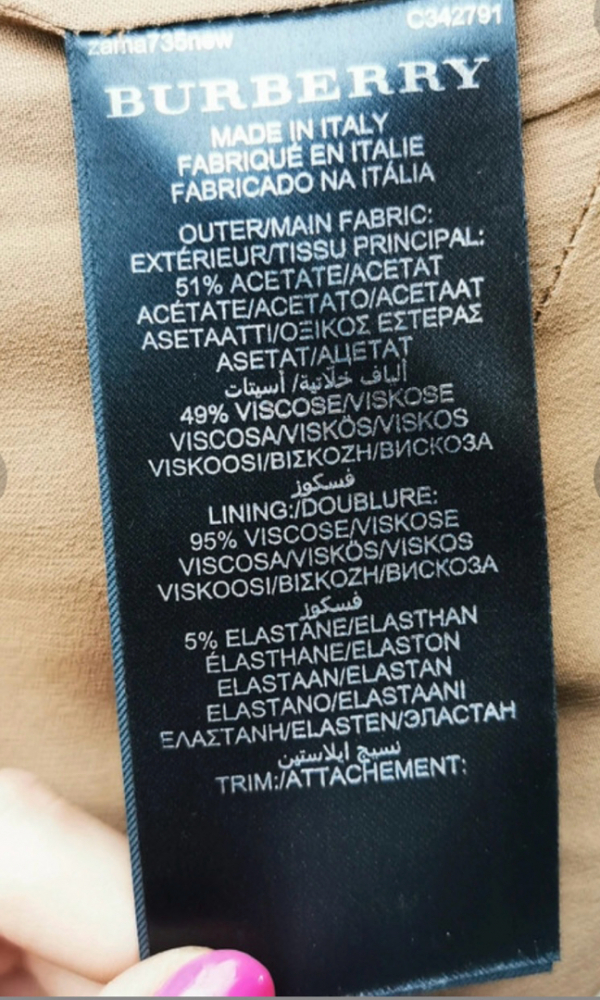 zama735new
C342791
BURBERRY
MADE IN ITALY
FABRIQUÉ EN ITALIE
FABRICADO NA ITÁLIA
OUTER/MAIN FABRIC:
EXTÉRIEUR/TISSU PRINCIPAL:
51% ACETATE/ACETAT
ACÉTATE/ACETATO/ACETAAT
ASETAATTI/ΟΞΙΚΟΣ ΕΣΤΕΡΑΣ
ASETAT/АЦЕТАТ
ألياف خلاتية/ أسيتات
49% VISCOSE/VISKOSE
VISCOSA/VISKÖS/VISKOS
VISKOOSI/ΒΙΣΚΟΖΗ/ВИСКОЗА
فسكوز
LINING:/DOUBLURE:
95% VISCOSE/VISKOSE
VISCOSA/VISKÖS/VISKOS
VISKOOSI/ΒΙΣΚΟΖΗ/ВИСКОЗА
فسكوز
5% ELASTANE/ELASTHAN
ÉLASTHANE/ELASTON
ELASTAAN/ELASTAN
ELASTANO/ELASTAANI
ΕΛΑΣΤΑΝΗ/ELASTEN/ЭЛАСТАН
نسيج ايلاستين
TRIM:/ATTACHEMENT: